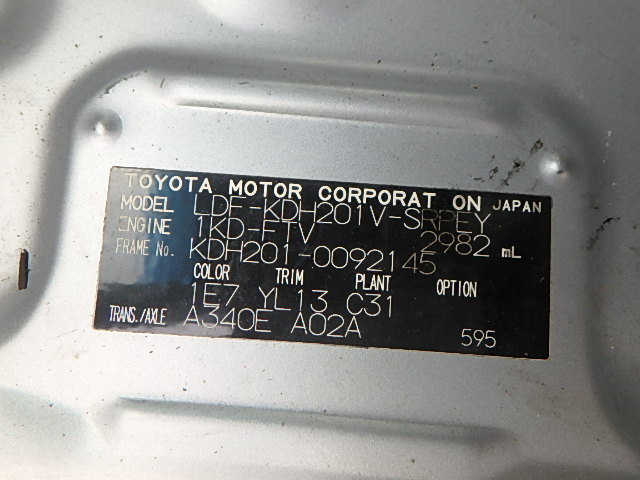 TOYOTA MOTOR CORPORAT ON JAPAN
MODEL LDF-KDH201V-SRPEY
ENGINE 1KD-FTV 2982 mL
FRAME No. KDH201-0092145
COLOR TRIM PLANT OPTION
1E7 YL13 C31
TRANS./AXLE A340E A02A
595